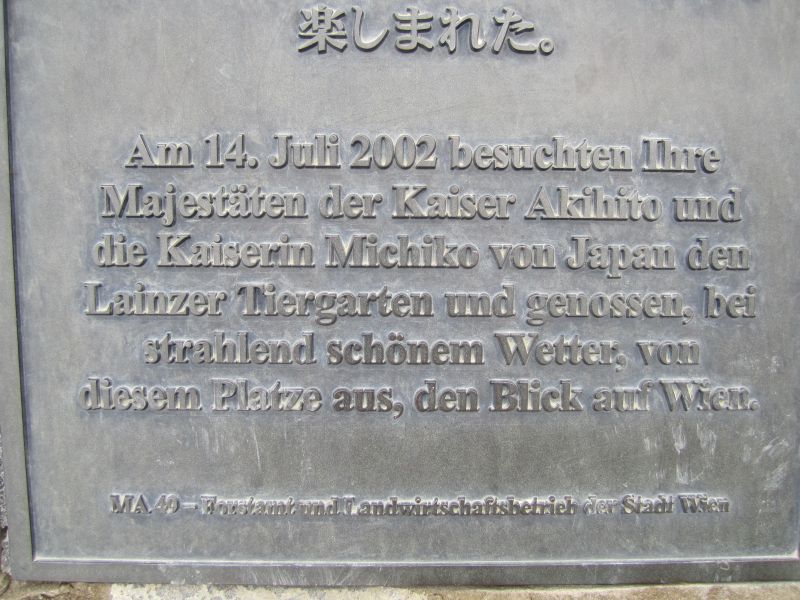 楽しまれた。
Am 14. Juli 2002 besuchten Ihre
Majestäten der Kaiser Akihito und
die Kaiserin Michiko von Japan den
Lainzer Tiergarten und genossen, bei
strahlend schönem Wetter, von
diesem Platze aus, den Blick auf Wien.
MA 49 – Forstamt und Landwirtschaftsbetrieb der Stadt Wien